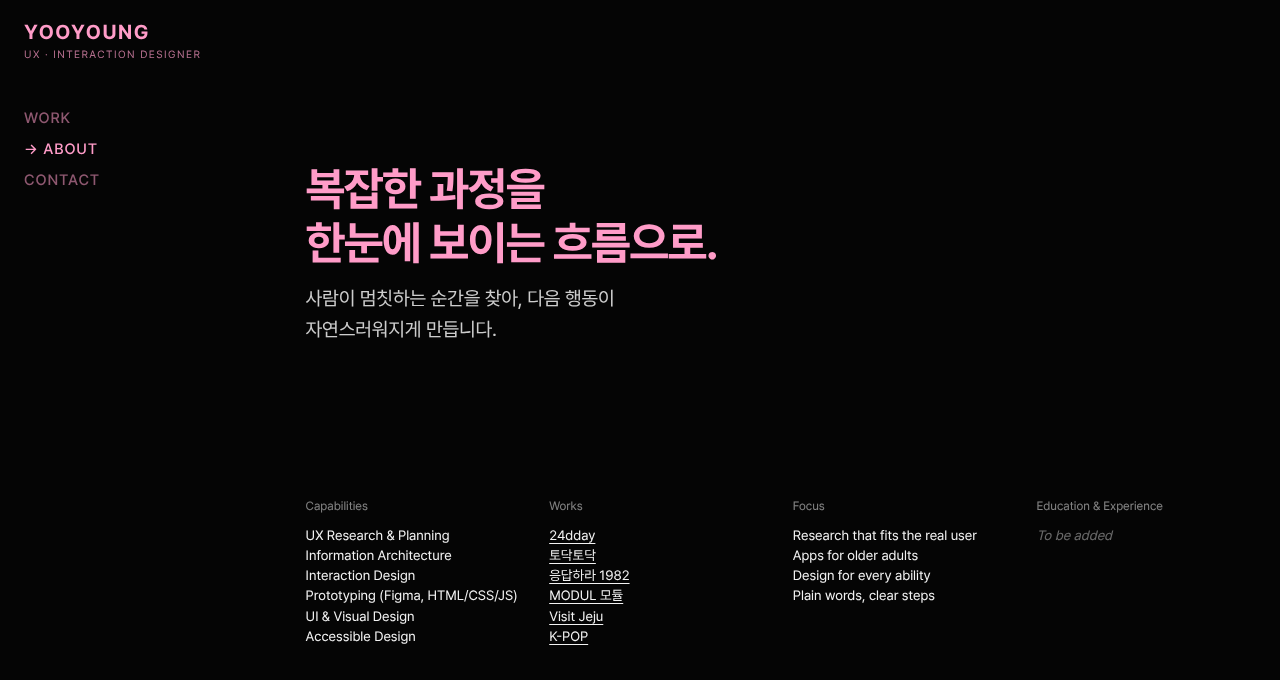 YOOYOUNG
UX · INTERACTION DESIGNER
WORK
→ ABOUT
CONTACT
복잡한 과정을
한눈에 보이는 흐름으로.
사람이 멈칫하는 순간을 찾아, 다음 행동이
자연스러워지게 만듭니다.
Capabilities
UX Research & Planning
Information Architecture
Interaction Design
Prototyping (Figma, HTML/CSS/JS)
UI & Visual Design
Accessible Design
Works
24dday
토닥토닥
응답하라 1982
MODUL 모듈
Visit Jeju
K-POP
Focus
Research that fits the real user
Apps for older adults
Design for every ability
Plain words, clear steps
Education & Experience
To be added